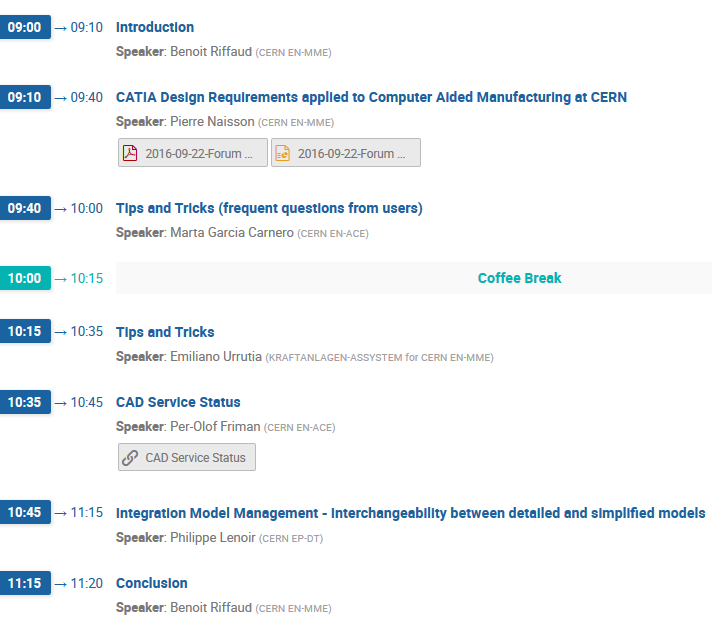 09:00 → 09:10 Introduction
Speaker: Benoit Riffaud (CERN EN-MME)
09:10 → 09:40 CATIA Design Requirements applied to Computer Aided Manufacturing at CERN
Speaker: Pierre Naisson (CERN EN-MME)
2016-09-22-Forum ... 2016-09-22-Forum ...
09:40 → 10:00 Tips and Tricks (frequent questions from users)
Speaker: Marta Garcia Carnero (CERN EN-ACE)
10:00 → 10:15 Coffee Break
10:15 → 10:35 Tips and Tricks
Speaker: Emiliano Urrutia (KRAFTANLAGEN-ASSYSTEM for CERN EN-MME)
10:35 → 10:45 CAD Service Status
Speaker: Per-Olof Friman (CERN EN-ACE)
CAD Service Status
10:45 → 11:15 Integration Model Management - Interchangeability between detailed and simplified models
Speaker: Philippe Lenoir (CERN EP-DT)
11:15 → 11:20 Conclusion
Speaker: Benoit Riffaud (CERN EN-MME)